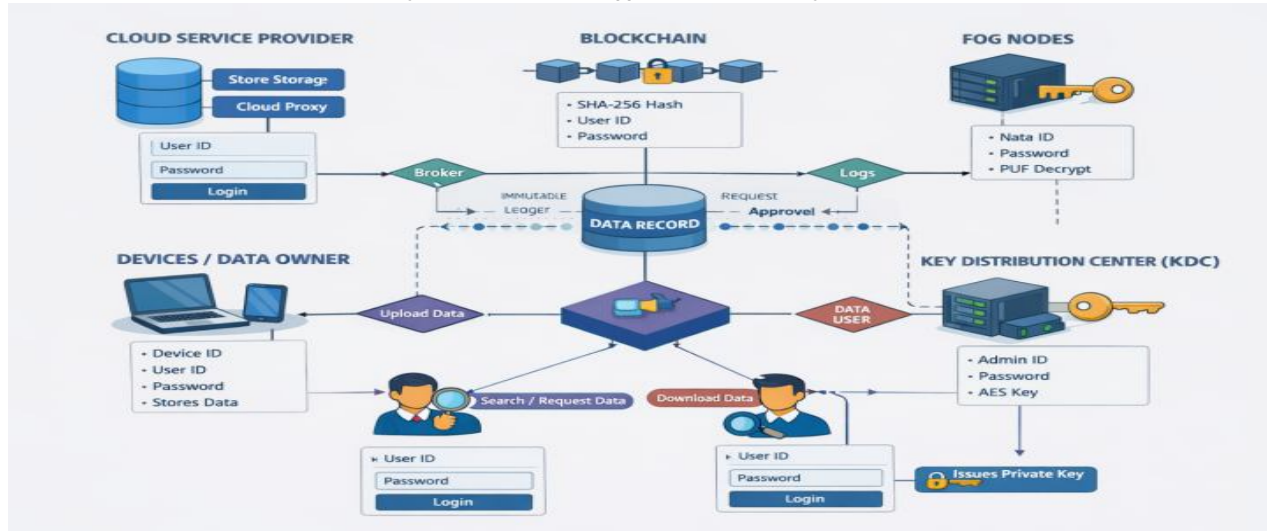 CLOUD SERVICE PROVIDER
Store Storage
Cloud Proxy
User ID
Password
Login
BLOCKCHAIN
- SHA-256 Hash
- User ID
- Password
FOG NODES
- Nata ID
- Password
- PUF Decrypt
Broker
Logs
IMMUTABLE
Leoger
Request
Approvel
DATA RECORD
DEVICES / DATA OWNER
- Device ID
- User ID
- Password
- Stores Data
Upload Data
DATA
USER
KEY DISTRIBUTION CENTER (KDC)
- Admin ID
- Password
- AES Key
Search / Request Data
User ID
Password
Login
Download Data
User ID
Password
Login
Issues Private Key